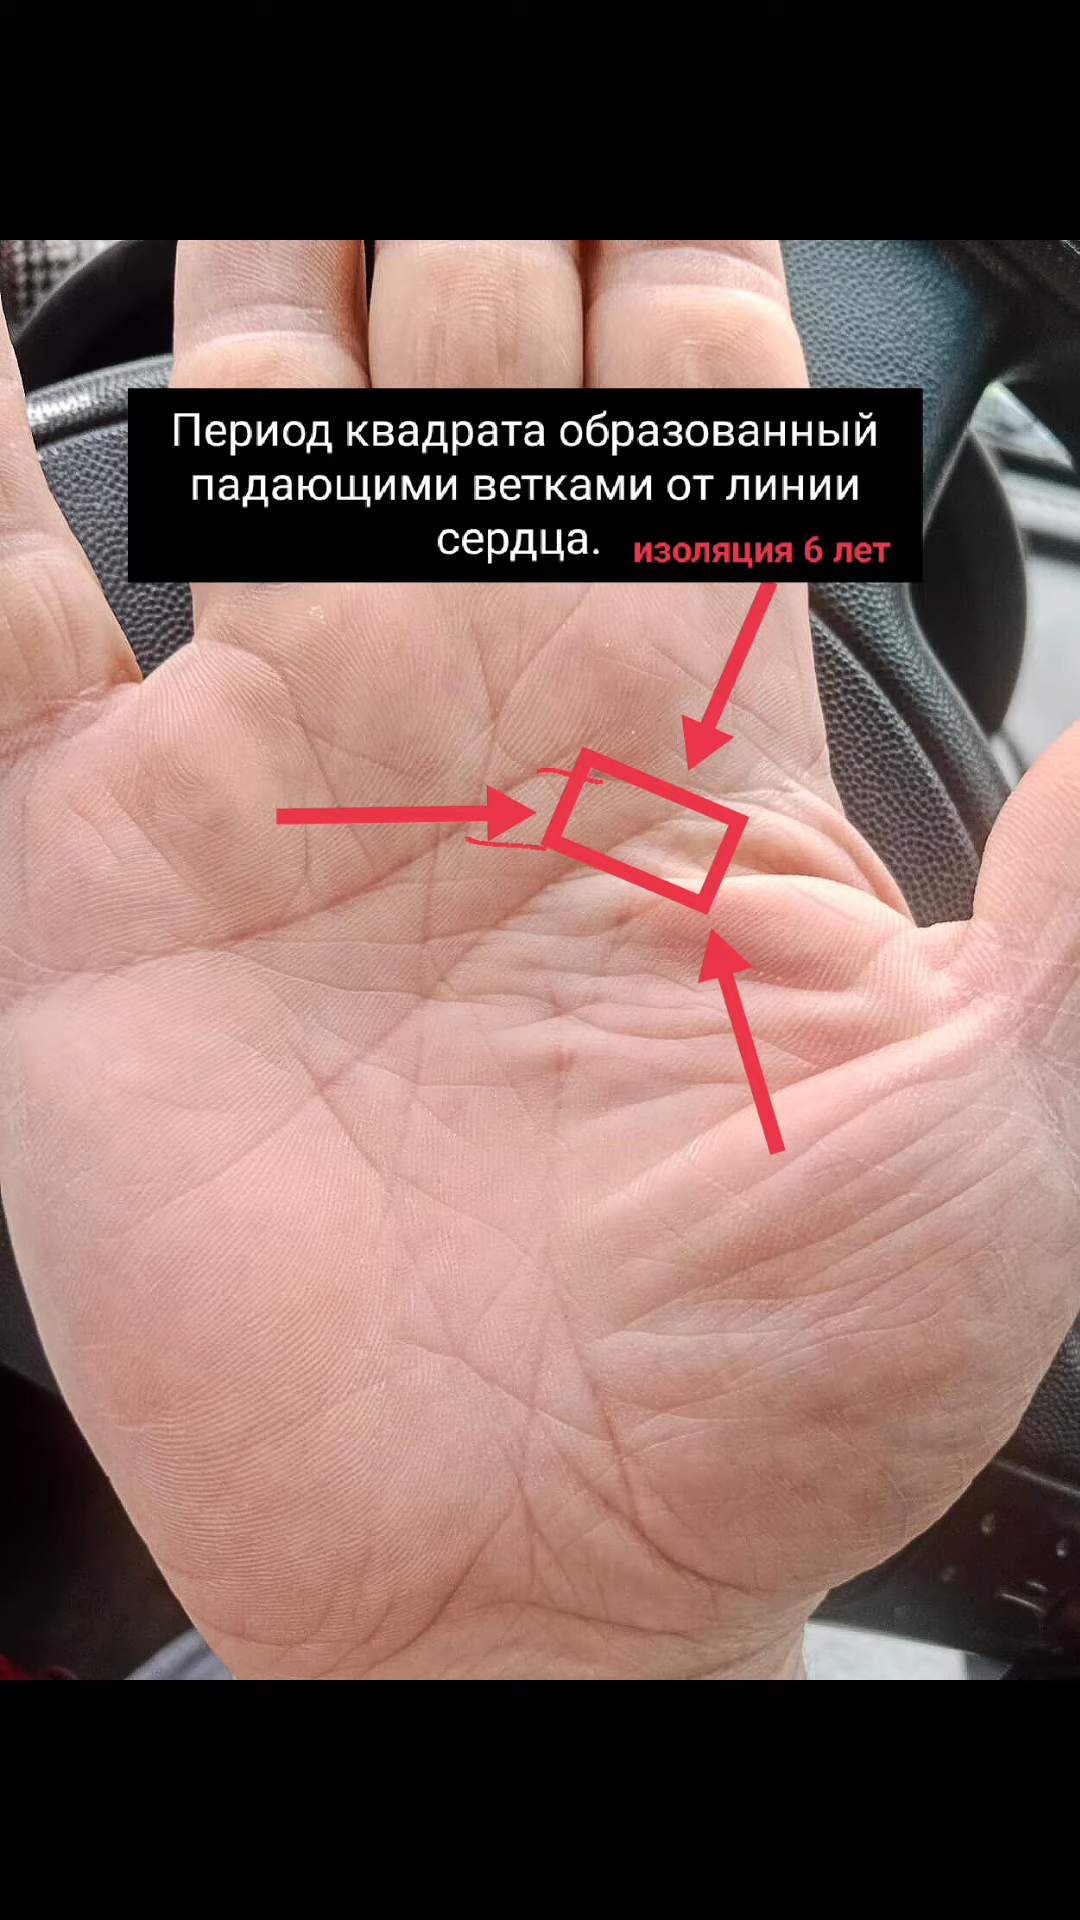 Период квадрата образованный
падающими ветками от линии
сердца. изоляция 6 лет